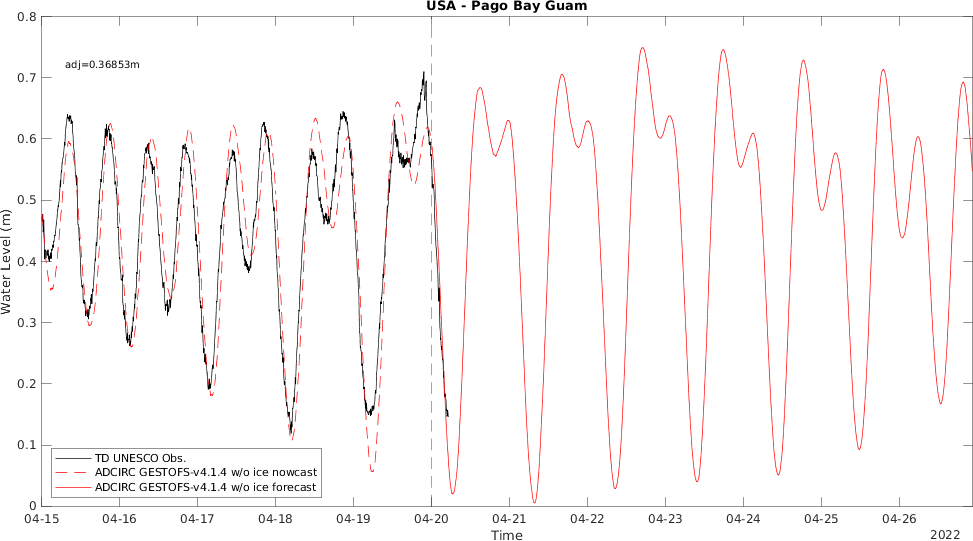 USA - Pago Bay Guam
adj=0.36853m
Water Level (m)
0.8
0.7
0.6
0.5
0.4
0.3
0.2
0.1
0
TD UNESCO Obs.
ADCIRC GESTOFS-v4.1.4 w/o ice nowcast
ADCIRC GESTOFS-v4.1.4 w/o ice forecast
04-15 04-16 04-17 04-18 04-19 04-20 04-21 04-22 04-23 04-24 04-25 04-26
Time
2022